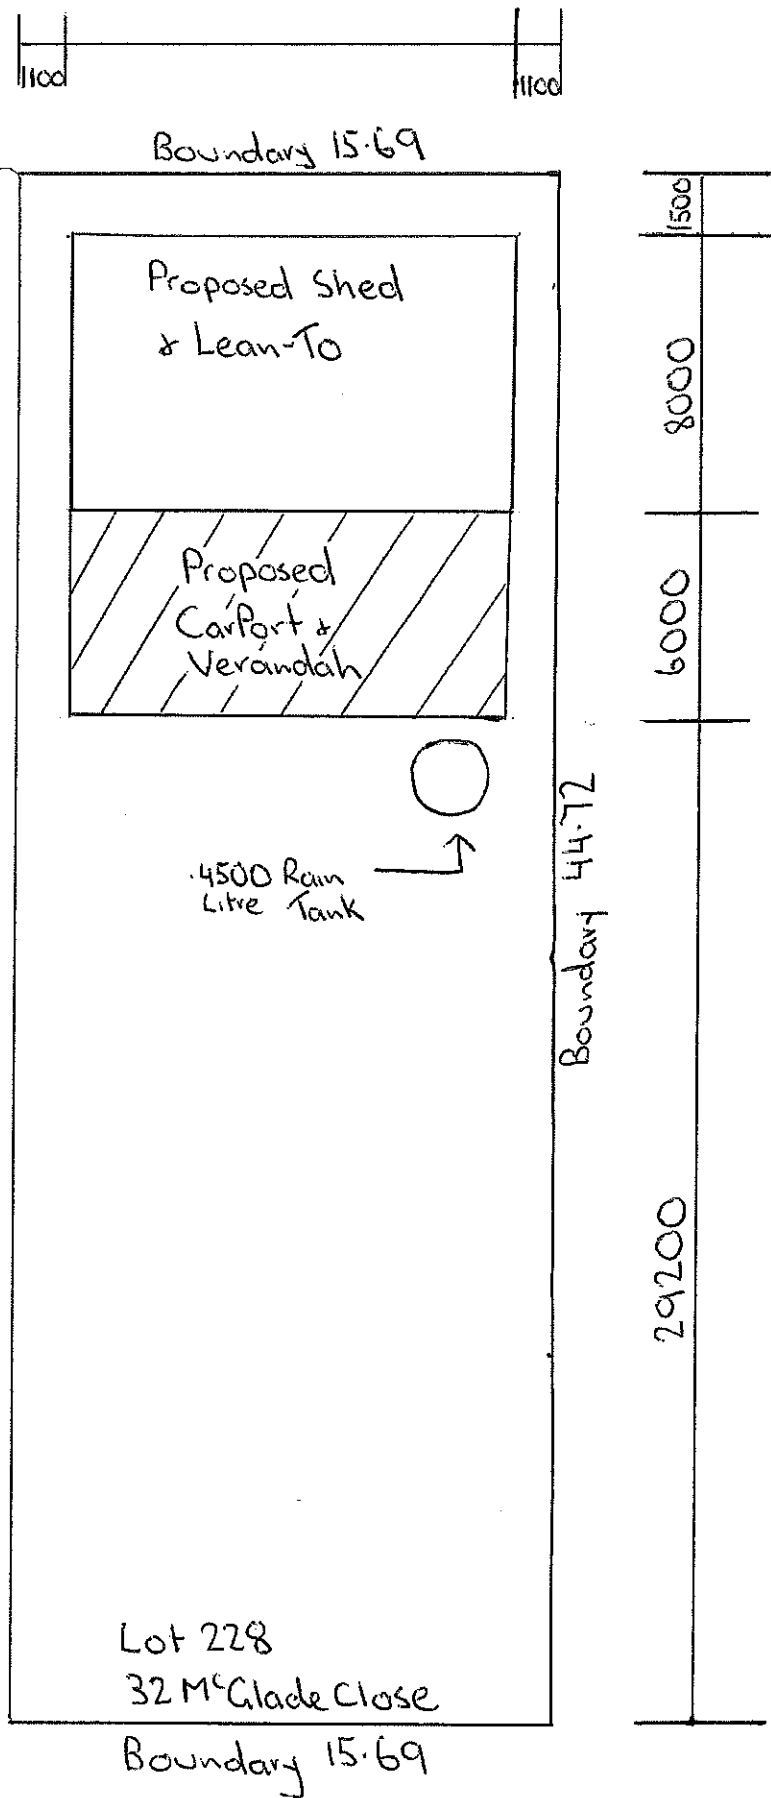 1100
1100
Boundary 15.69
1500
Proposed Shed
& Lean-To
8000
Proposed
CarPort &
Verandah
6000
Boundary 44.72
4500 Rain
Litre Tank
29200
Lot 228
32 McGlade Close
Boundary 15.69